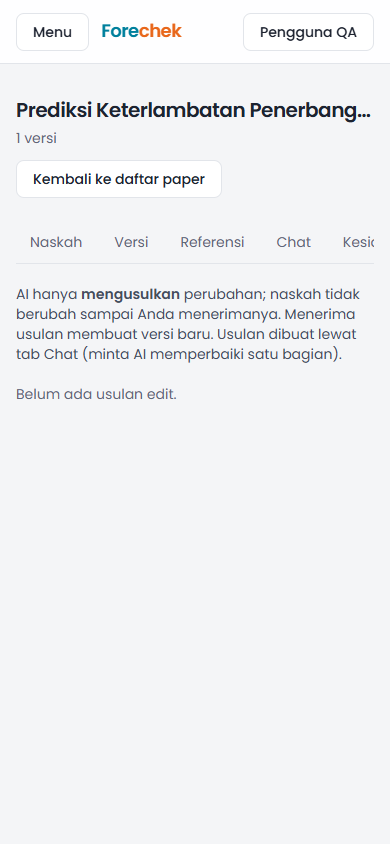 Menu
Forechek
Pengguna QA
Prediksi Keterlambatan Penerbang...
1 versi
Kembali ke daftar paper
Naskah
Versi
Referensi
Chat
AI hanya mengusulkan perubahan; naskah tidak
berubah sampai Anda menerimanya. Menerima
usulan membuat versi baru. Usulan dibuat lewat
tab Chat (minta AI memperbaiki satu bagian).
Belum ada usulan edit.